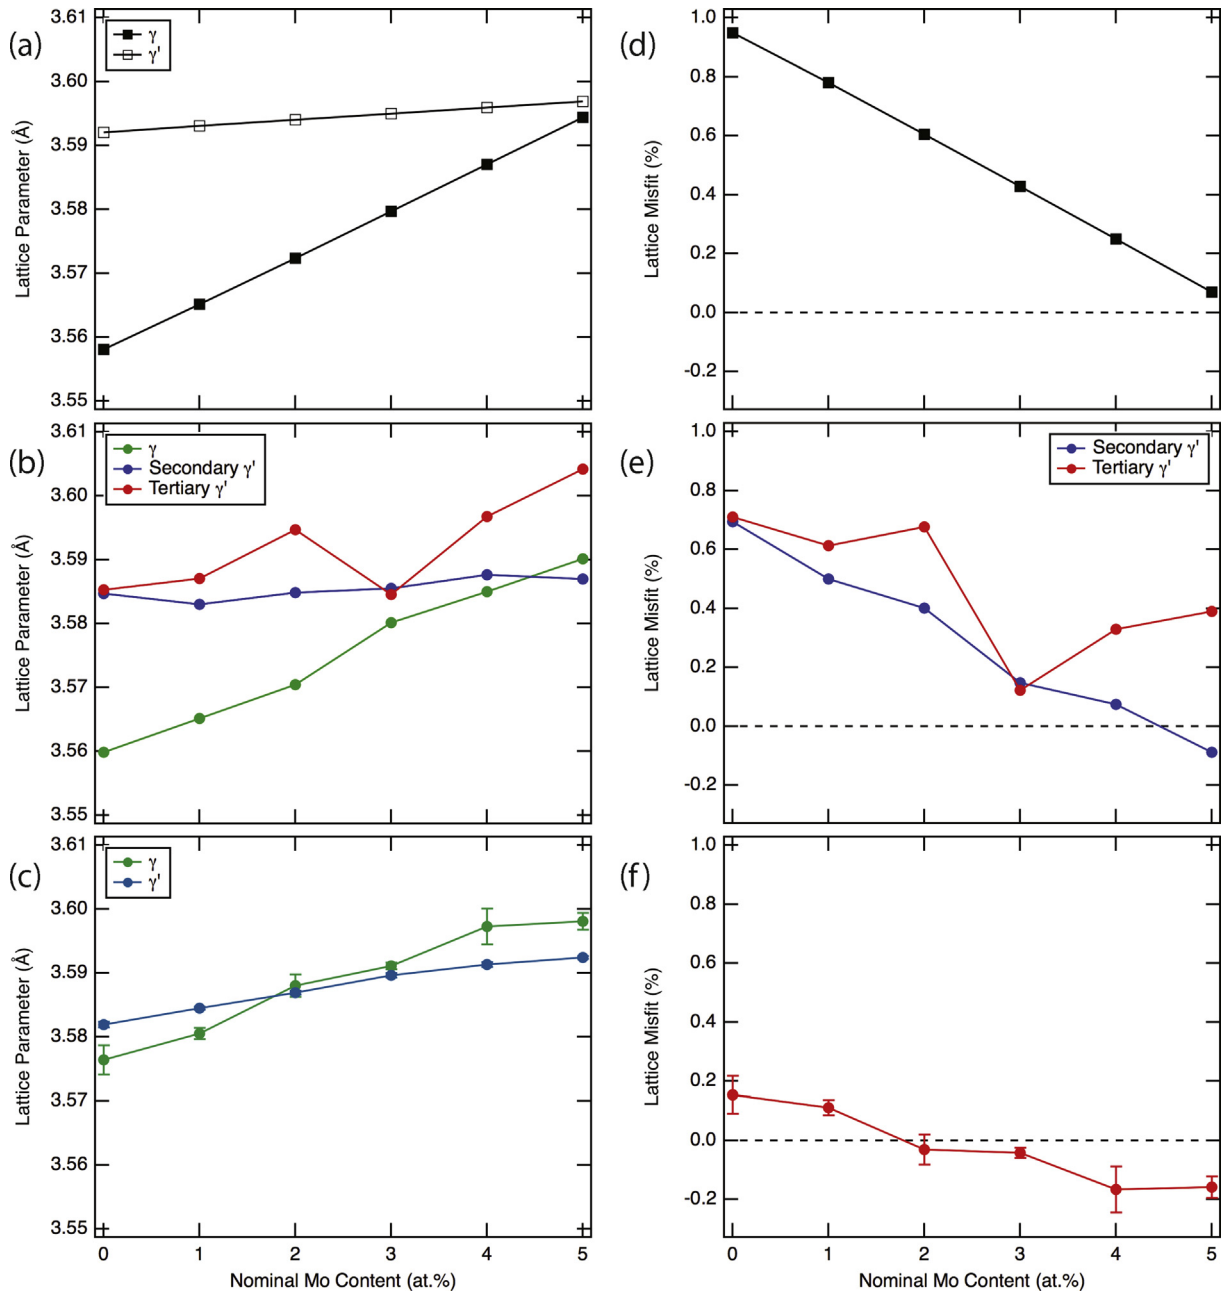 (a)
3.61
3.60
3.59
3.58
3.57
3.56
3.55
Lattice Parameter (Å)
γ
γ'
(d)
1.0
0.8
0.6
0.4
0.2
0.0
-0.2
Lattice Misfit (%)
(b)
3.61
3.60
3.59
3.58
3.57
3.56
3.55
Lattice Parameter (Å)
γ
Secondary γ'
Tertiary γ'
(e)
1.0
0.8
0.6
0.4
0.2
0.0
-0.2
Lattice Misfit (%)
Secondary γ'
Tertiary γ'
(c)
3.61
3.60
3.59
3.58
3.57
3.56
3.55
Lattice Parameter (Å)
γ
γ'
0 1 2 3 4 5
Nominal Mo Content (at.%)
(f)
1.0
0.8
0.6
0.4
0.2
0.0
-0.2
Lattice Misfit (%)
0 1 2 3 4 5
Nominal Mo Content (at.%)